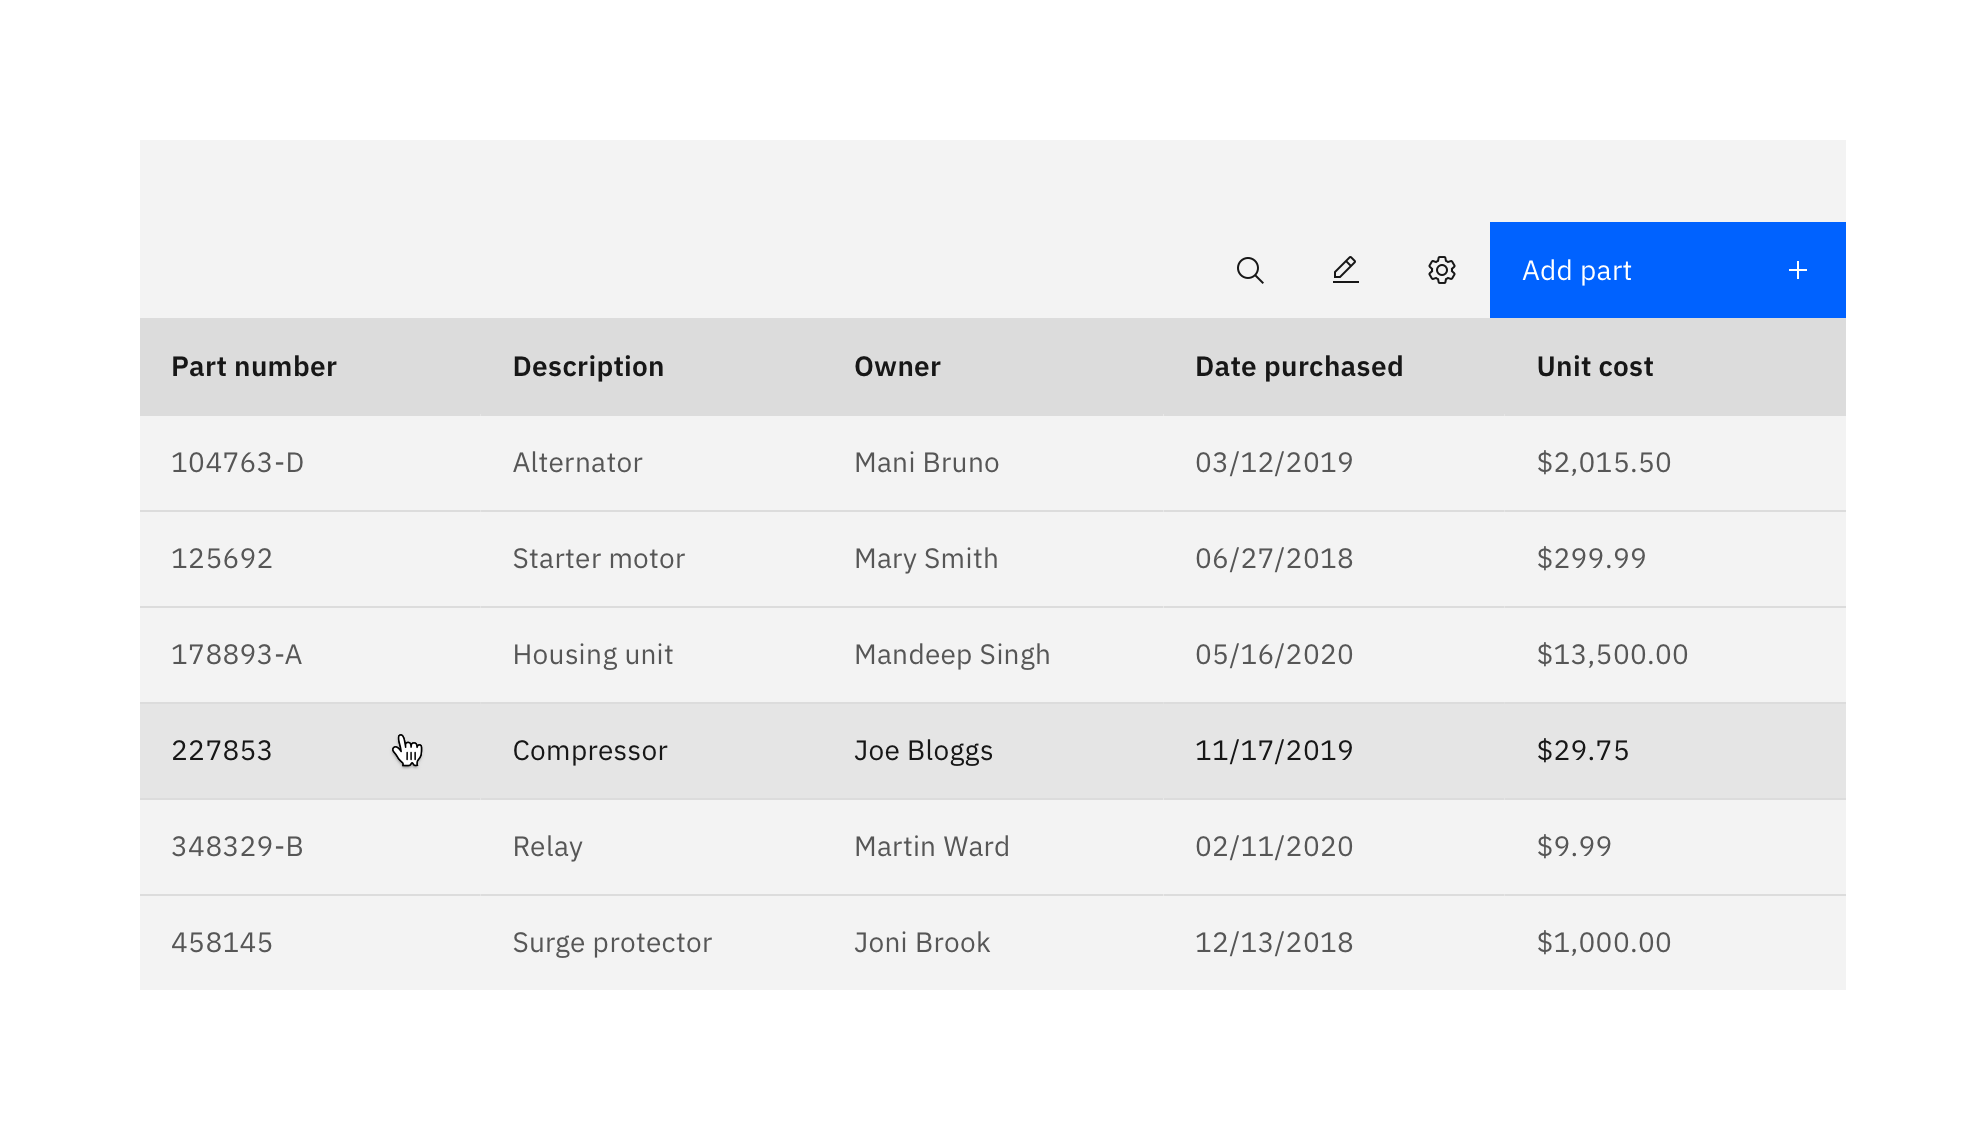 Add part +
Part number Description Owner Date purchased Unit cost
104763-D Alternator Mani Bruno 03/12/2019 $2,015.50
125692 Starter motor Mary Smith 06/27/2018 $299.99
178893-A Housing unit Mandeep Singh 05/16/2020 $13,500.00
227853 Compressor Joe Bloggs 11/17/2019 $29.75
348329-B Relay Martin Ward 02/11/2020 $9.99
458145 Surge protector Joni Brook 12/13/2018 $1,000.00